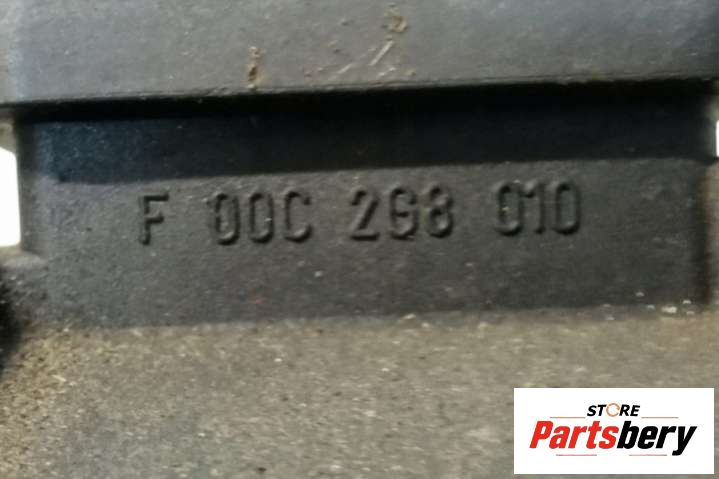 F 00C 2G8 010
STORE
Partsbery